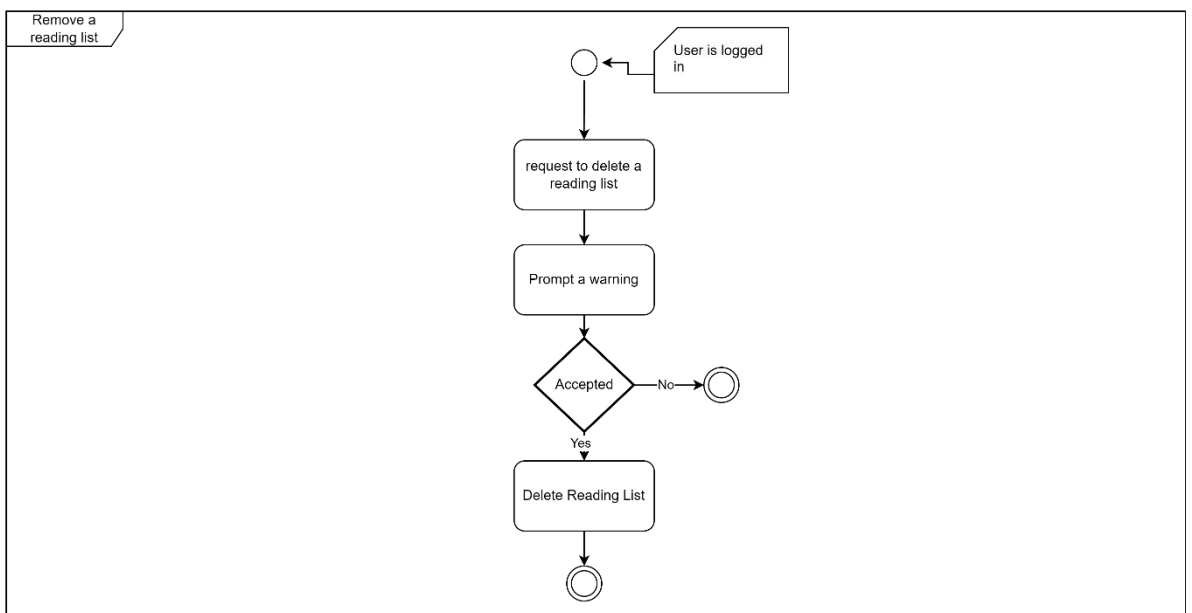 Remove a
reading list
User is logged
in
request to delete a
reading list
Prompt a warning
Accepted
No
Yes
Delete Reading List